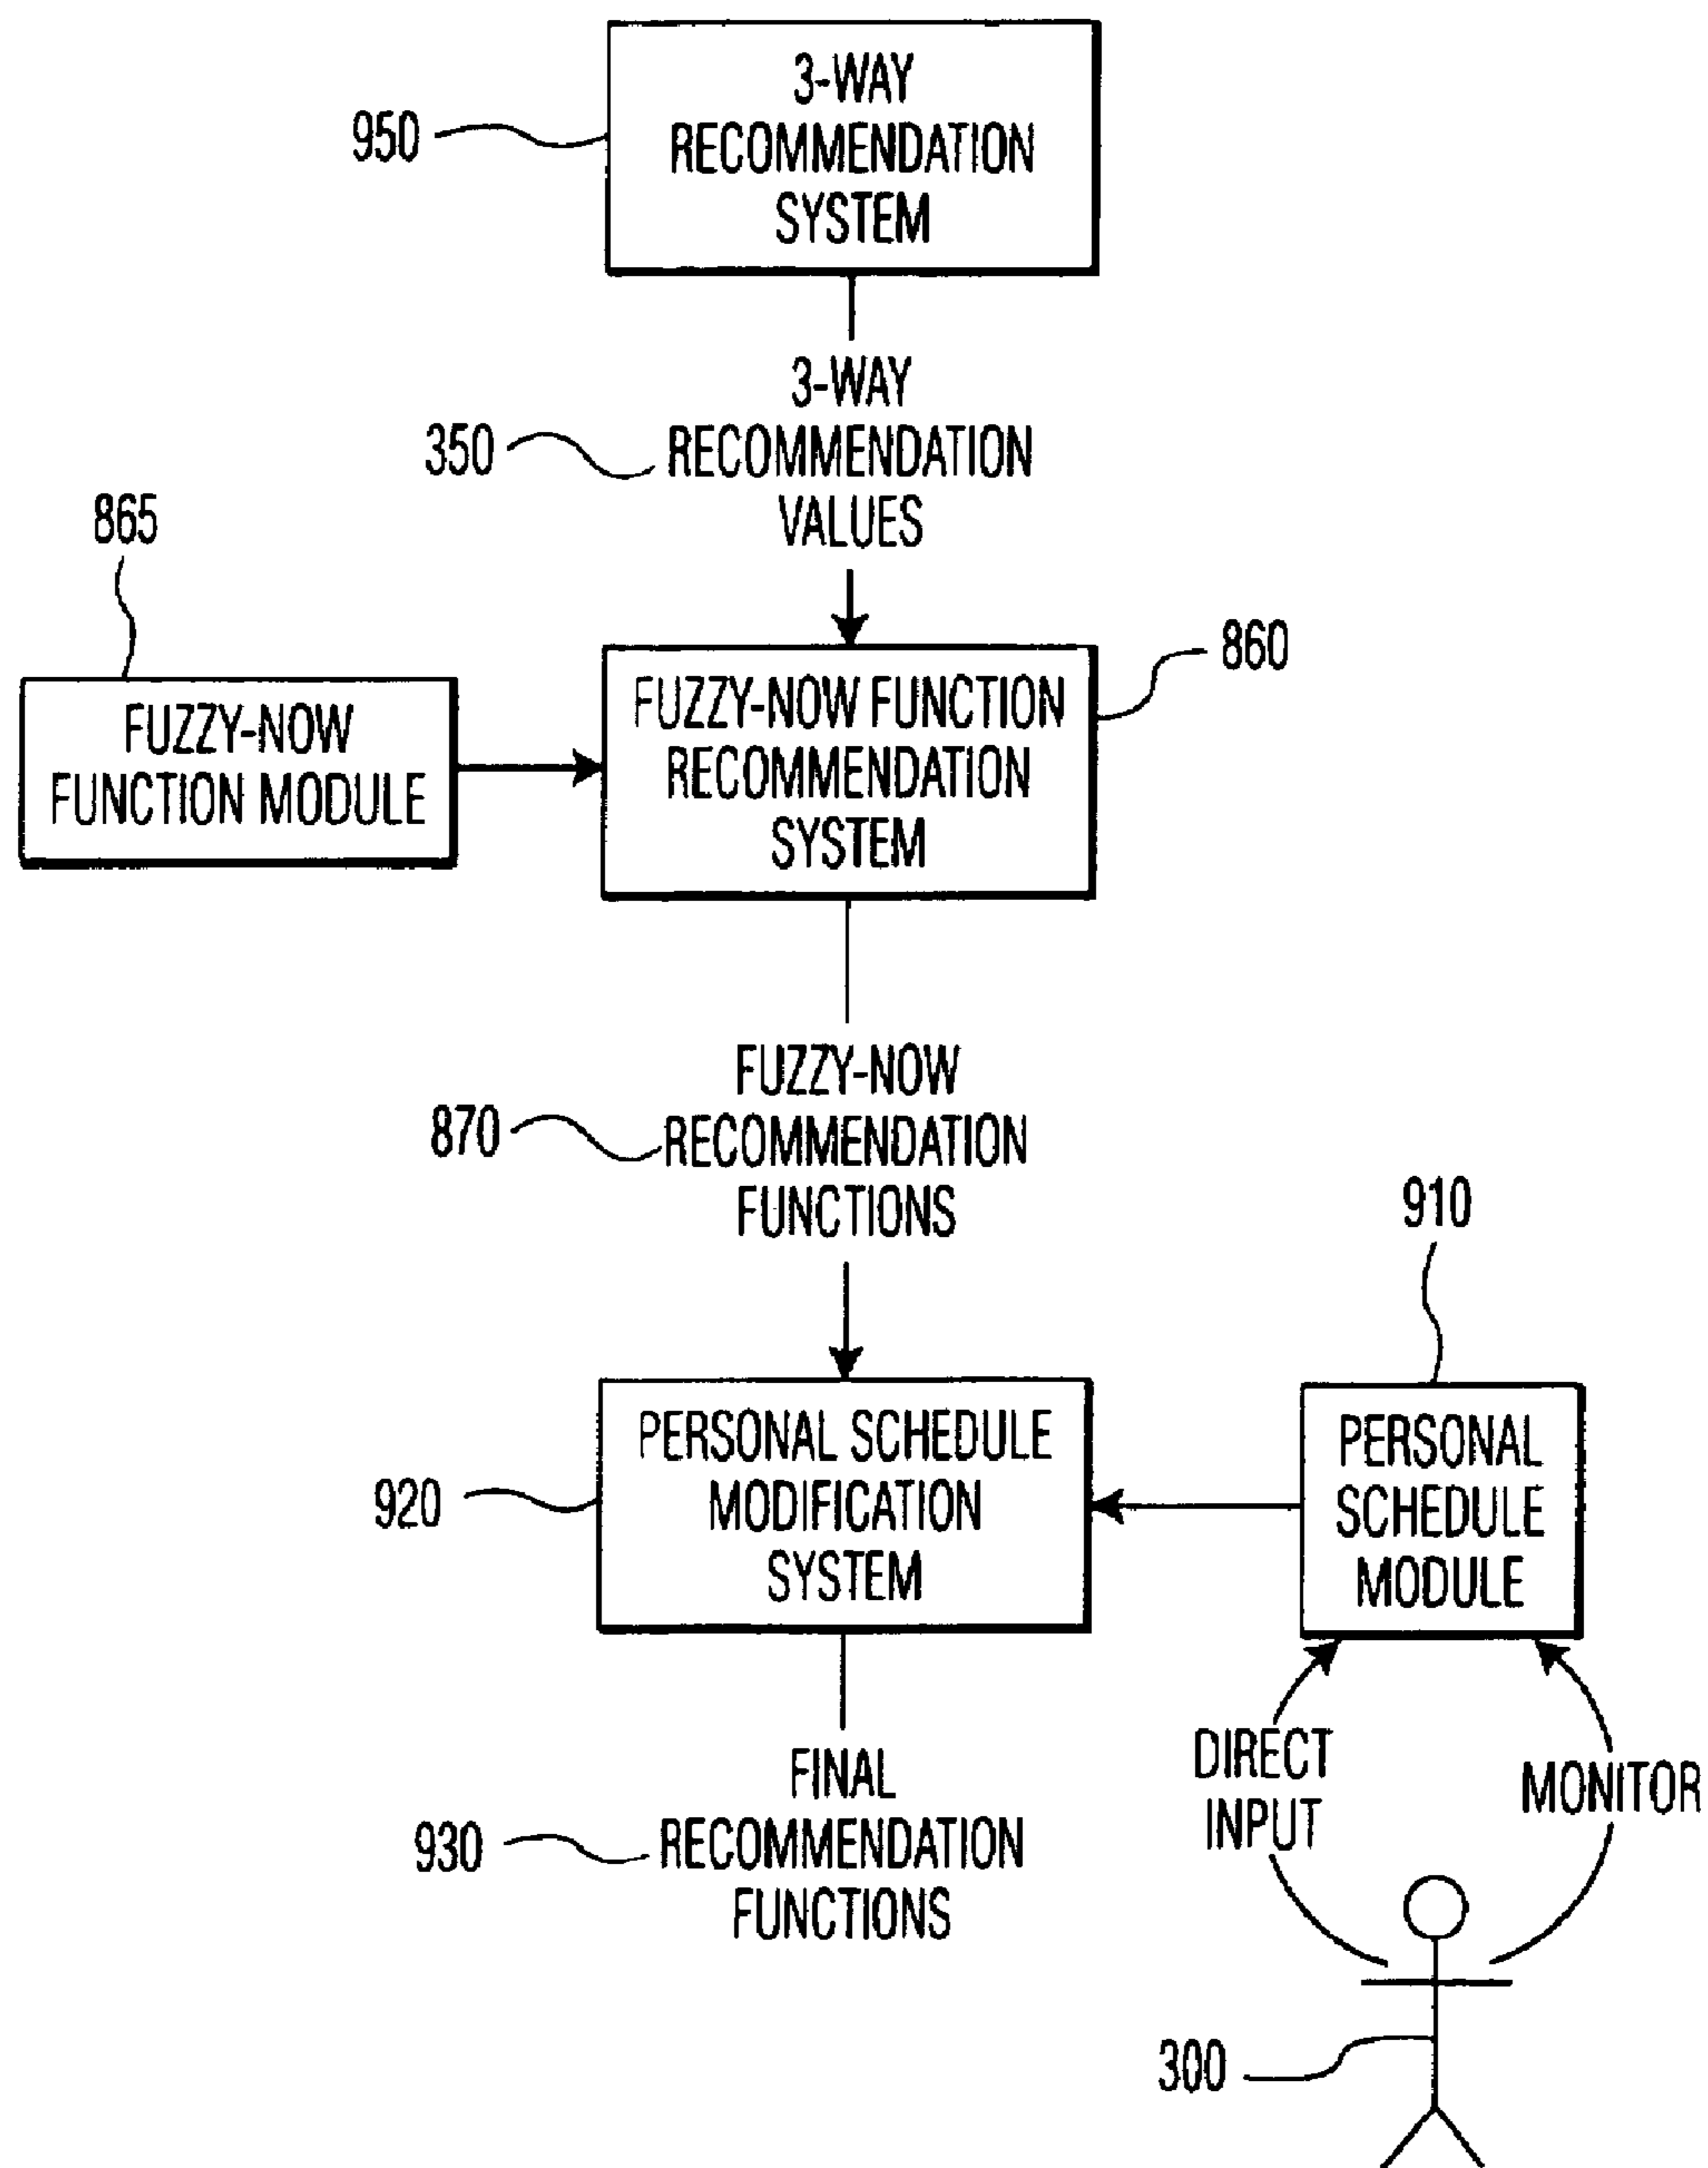 3-WAY
RECOMMENDATION
SYSTEM
950
3-WAY
RECOMMENDATION
VALUES
350
865
FUZZY-NOW
FUNCTION MODULE
FUZZY-NOW FUNCTION
RECOMMENDATION
SYSTEM
860
FUZZY-NOW
RECOMMENDATION
FUNCTIONS
870
910
PERSONAL SCHEDULE
MODIFICATION
SYSTEM
920
PERSONAL
SCHEDULE
MODULE
DIRECT
INPUT
MONITOR
FINAL
RECOMMENDATION
FUNCTIONS
930
300